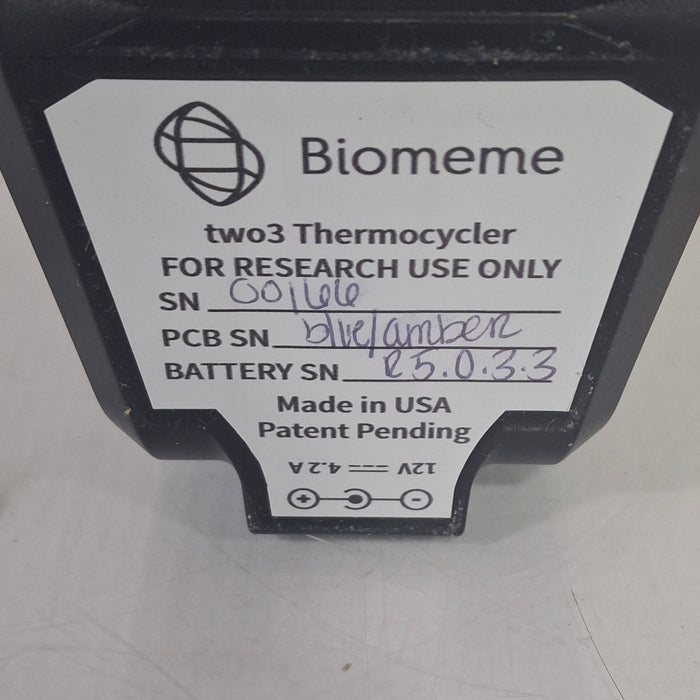 Biomeme
two3 Thermocycler
FOR RESEARCH USE ONLY
SN 00166
PCB SN blue/amber
BATTERY SN R5.0.3.3
Made in USA
Patent Pending
12V 4.2A